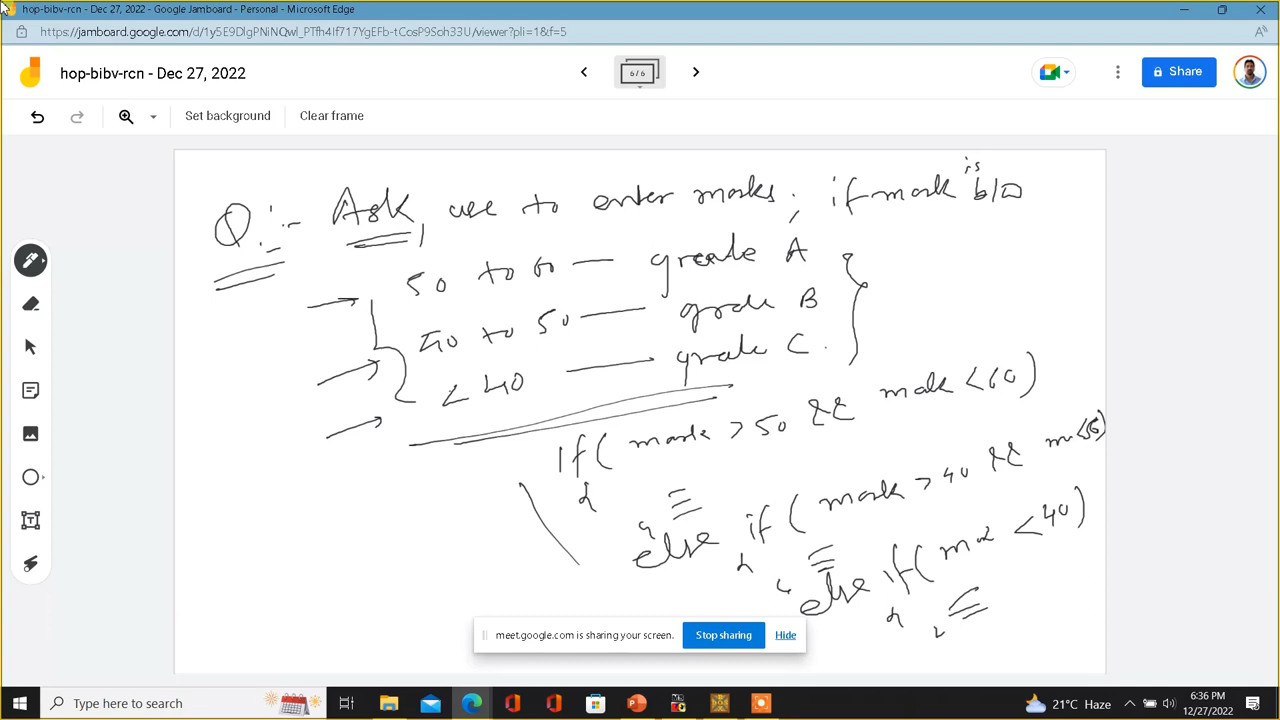 hop-bibv-rcn - Dec 27, 2022 - Google Jamboard - Personal - Microsoft Edge
https://jamboard.google.com/d/1y5E9DlgPNiNQwl_PTfh4If717YgEFb-tCosP9Soh33U/viewer?pli=1&f=5
hop-bibv-rcn - Dec 27, 2022
6/6
Share
Set background
Clear frame
Q:- Ask use to enter marks, if mark is b/w
50 to 60 — greade A
40 to 50 — grade B
< 40 — grade C.
If( mark > 50 && mark < 60)
else if ( mark > 40 &&
else if( < 40)
meet.google.com is sharing your screen.
Stop sharing
Hide
Type here to search
21°C Haze
6:36 PM
12/27/2022